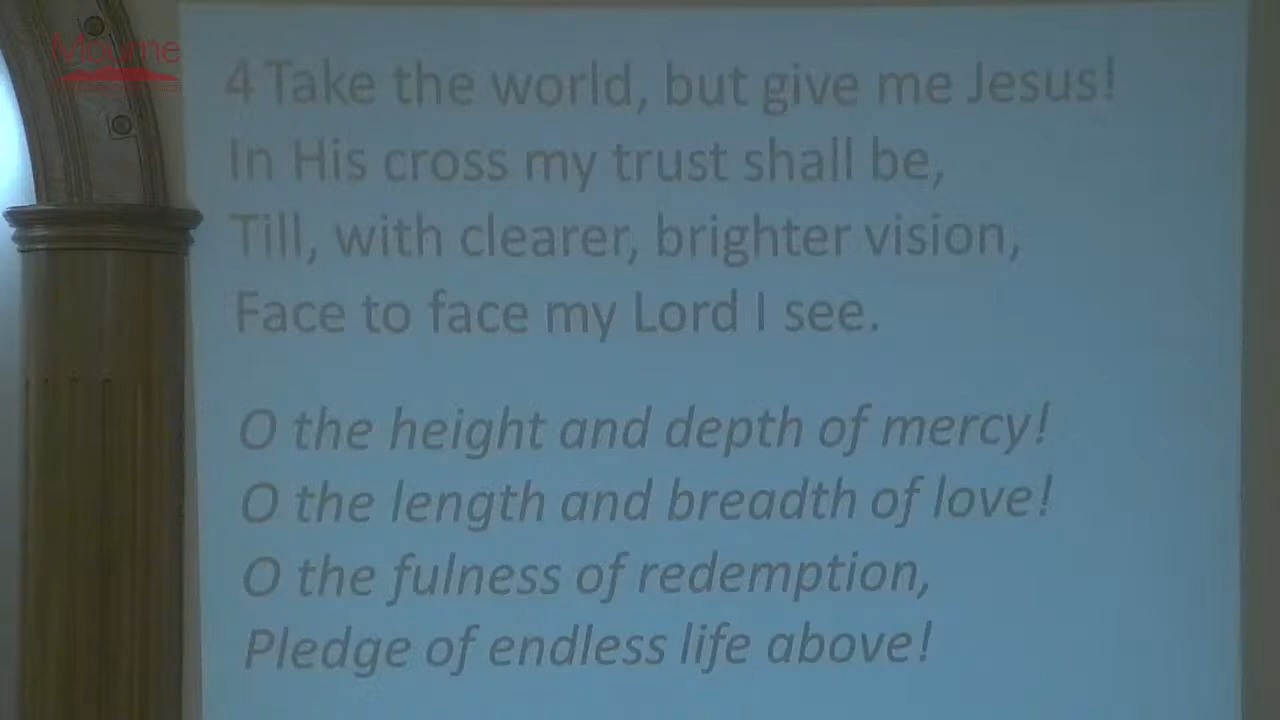 Mourne
4 Take the world, but give me Jesus!
In His cross my trust shall be,
Till, with clearer, brighter vision,
Face to face my Lord I see.
O the height and depth of mercy!
O the length and breadth of love!
O the fulness of redemption,
Pledge of endless life above!